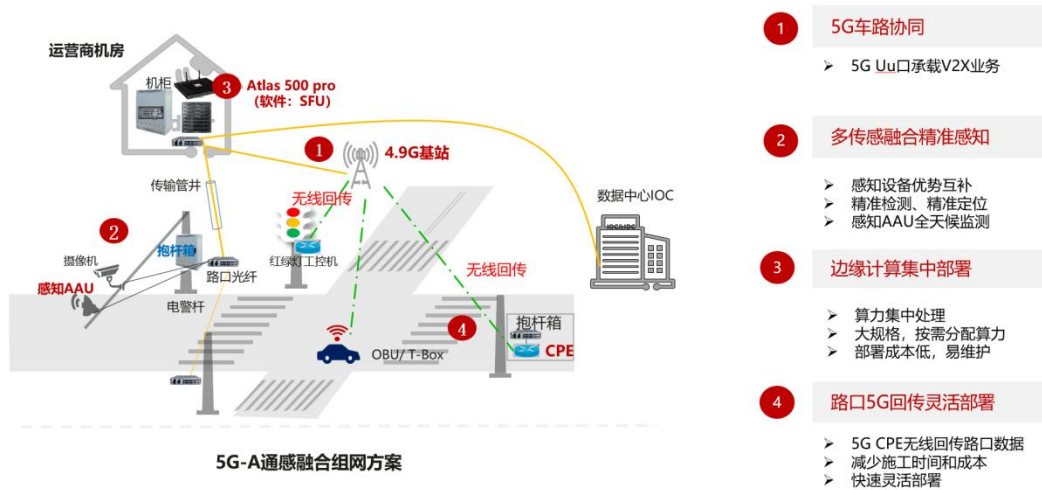 运营商机房
机柜
3
Atlas 500 pro
(软件：SFU)
1
4.9G基站
传输管井
无线回传
数据中心IOC
2
抱杆箱
摄像机
红绿灯工控机
路口光纤
无线回传
感知AAU
电警杆
4
抱杆箱
CPE
OBU/ T-Box
5G-A通感融合组网方案
1
5G车路协同
➢ 5G Uu口承载V2X业务
2
多传感融合精准感知
➢ 感知设备优势互补
➢ 精准检测、精准定位
➢ 感知AAU全天候监测
3
边缘计算集中部署
➢ 算力集中处理
➢ 大规格，按需分配算力
➢ 部署成本低，易维护
4
路口5G回传灵活部署
➢ 5G CPE无线回传路口数据
➢ 减少施工时间和成本
➢ 快速灵活部署